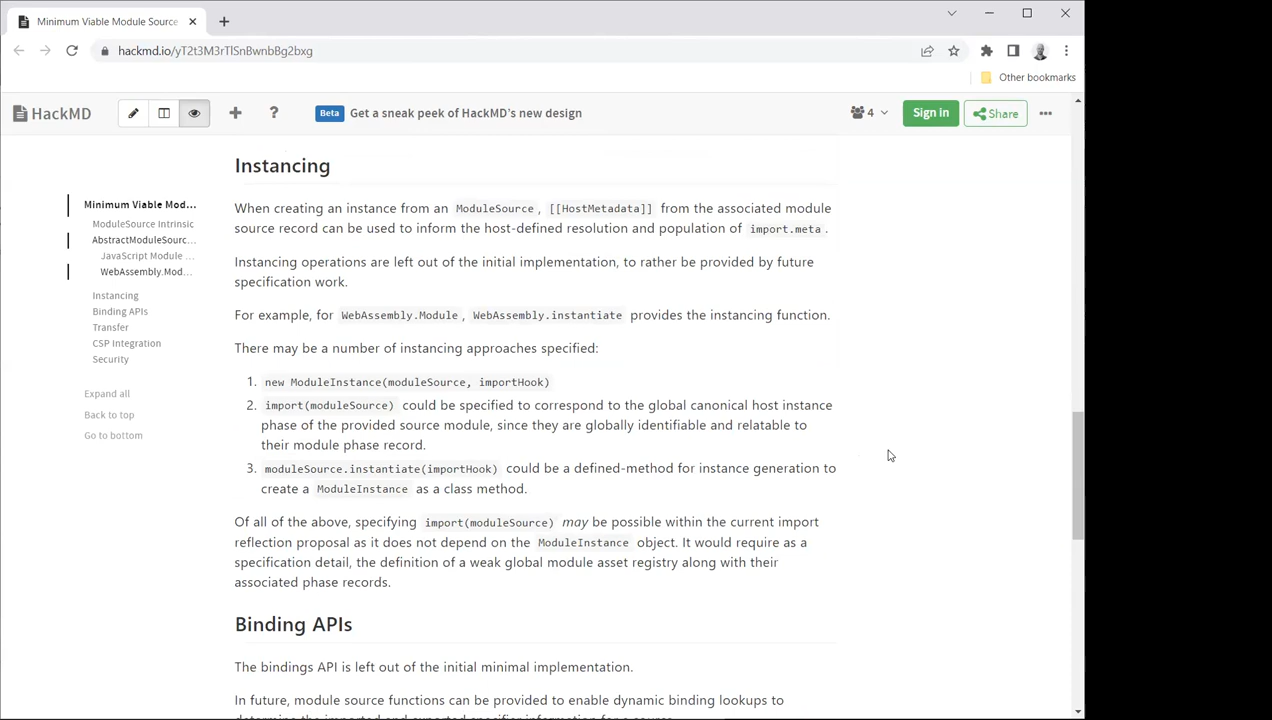 Minimum Viable Module Source
hackmd.io/yT2t3M3rTlSnBwnbBg2bxg
Other bookmarks
HackMD
Beta Get a sneak peek of HackMD's new design
4
Sign in
Share
Minimum Viable Mod...
ModuleSource Intrinsic
AbstractModuleSourc...
JavaScript Module ...
WebAssembly.Mod...
Instancing
Binding APIs
Transfer
CSP Integration
Security
Expand all
Back to top
Go to bottom
Instancing
When creating an instance from an ModuleSource, [[HostMetadata]] from the associated module
source record can be used to inform the host-defined resolution and population of import.meta.
Instancing operations are left out of the initial implementation, to rather be provided by future
specification work.
For example, for WebAssembly.Module, WebAssembly.instantiate provides the instancing function.
There may be a number of instancing approaches specified:
1. new ModuleInstance(moduleSource, importHook)
2. import(moduleSource) could be specified to correspond to the global canonical host instance
phase of the provided source module, since they are globally identifiable and relatable to
their module phase record.
3. moduleSource.instantiate(importHook) could be a defined-method for instance generation to
create a ModuleInstance as a class method.
Of all of the above, specifying import(moduleSource) may be possible within the current import
reflection proposal as it does not depend on the ModuleInstance object. It would require as a
specification detail, the definition of a weak global module asset registry along with their
associated phase records.
Binding APIs
The bindings API is left out of the initial minimal implementation.
In future, module source functions can be provided to enable dynamic binding lookups to